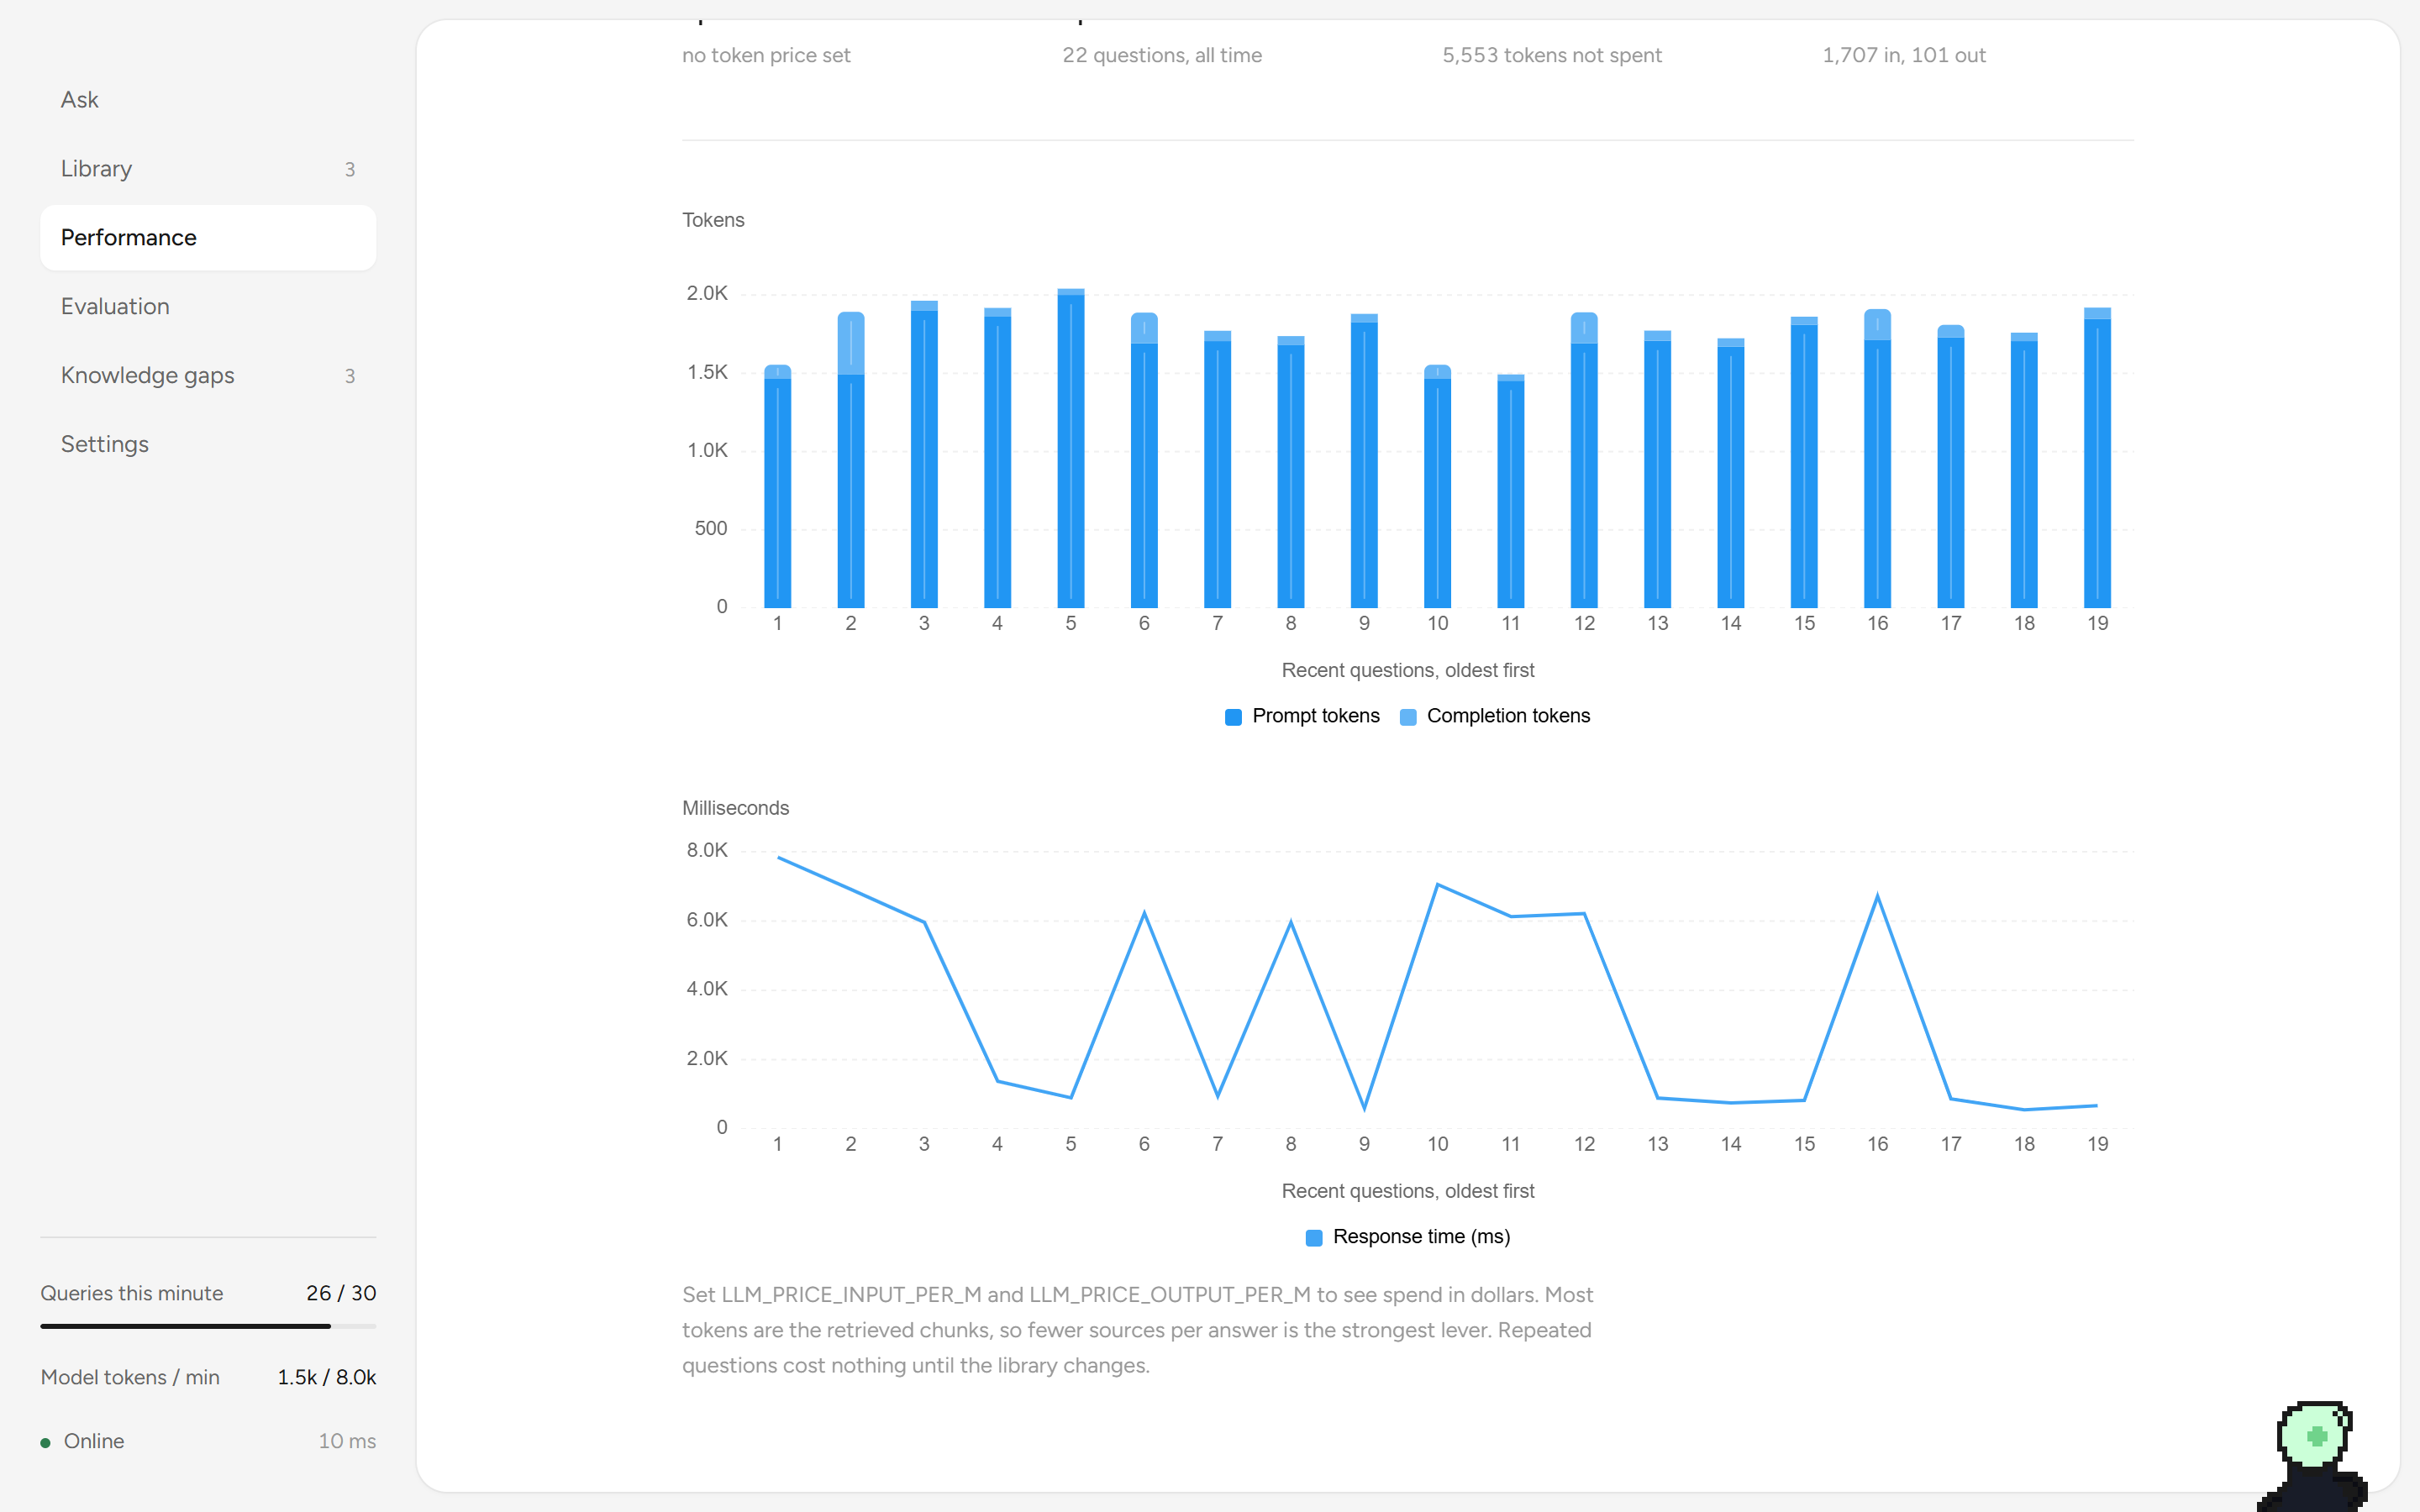 Ask
Library 3
Performance
Evaluation
Knowledge gaps 3
Settings
Queries this minute 26 / 30
Model tokens / min 1.5k / 8.0k
Online 10 ms
no token price set
22 questions, all time
5,553 tokens not spent
1,707 in, 101 out
Tokens
2.0K
1.5K
1.0K
500
0
1 2 3 4 5 6 7 8 9 10 11 12 13 14 15 16 17 18 19
Recent questions, oldest first
Prompt tokens Completion tokens
Milliseconds
8.0K
6.0K
4.0K
2.0K
0
1 2 3 4 5 6 7 8 9 10 11 12 13 14 15 16 17 18 19
Recent questions, oldest first
Response time (ms)
Set LLM_PRICE_INPUT_PER_M and LLM_PRICE_OUTPUT_PER_M to see spend in dollars. Most
tokens are the retrieved chunks, so fewer sources per answer is the strongest lever. Repeated
questions cost nothing until the library changes.